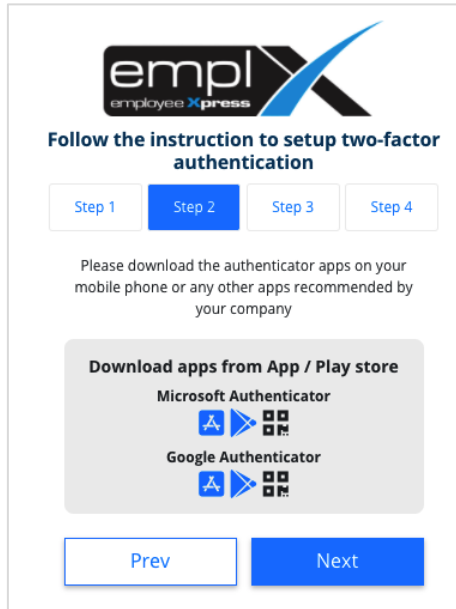 empl
employee Xpress
Follow the instruction to setup two-factor
authentication
Step 1 Step 2 Step 3 Step 4
Please download the authenticator apps on your
mobile phone or any other apps recommended by
your company
Download apps from App / Play store
Microsoft Authenticator
Google Authenticator
Prev Next